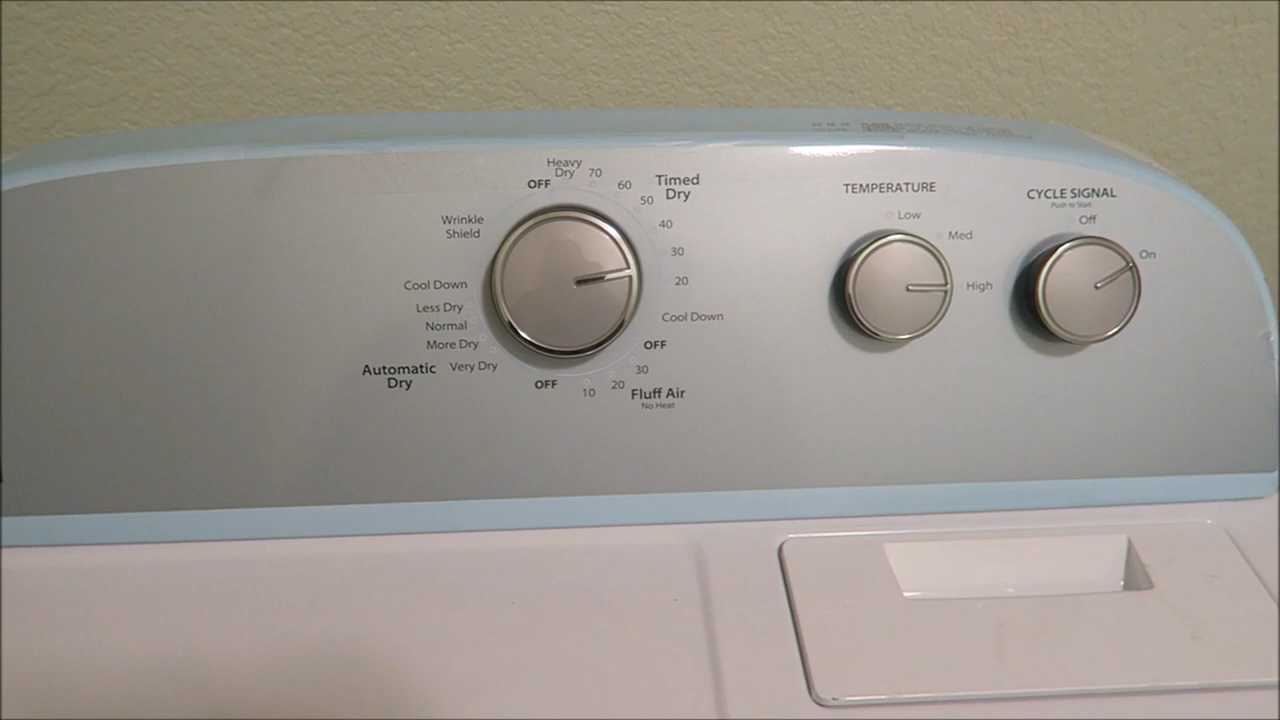 Heavy
Dry
70
OFF
60
Timed
Dry
50
Wrinkle
Shield
40
30
20
Cool Down
Less Dry
Normal
More Dry
Very Dry
Automatic
Dry
Cool Down
OFF
30
20
10
OFF
Fluff Air
No Heat
TEMPERATURE
Low
Med
High
CYCLE SIGNAL
Push to Start
Off
On